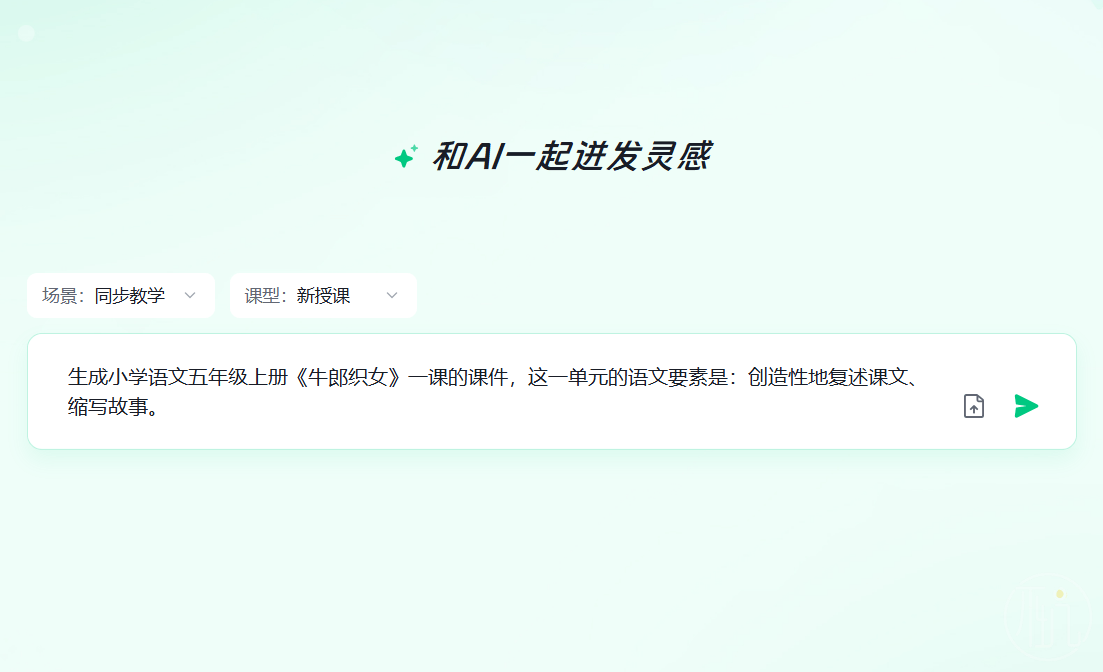 和AI一起迸发灵感
场景：同步教学
课型：新授课
生成小学语文五年级上册《牛郎织女》一课的课件，这一单元的语文要素是：创造性地复述课文、
缩写故事。